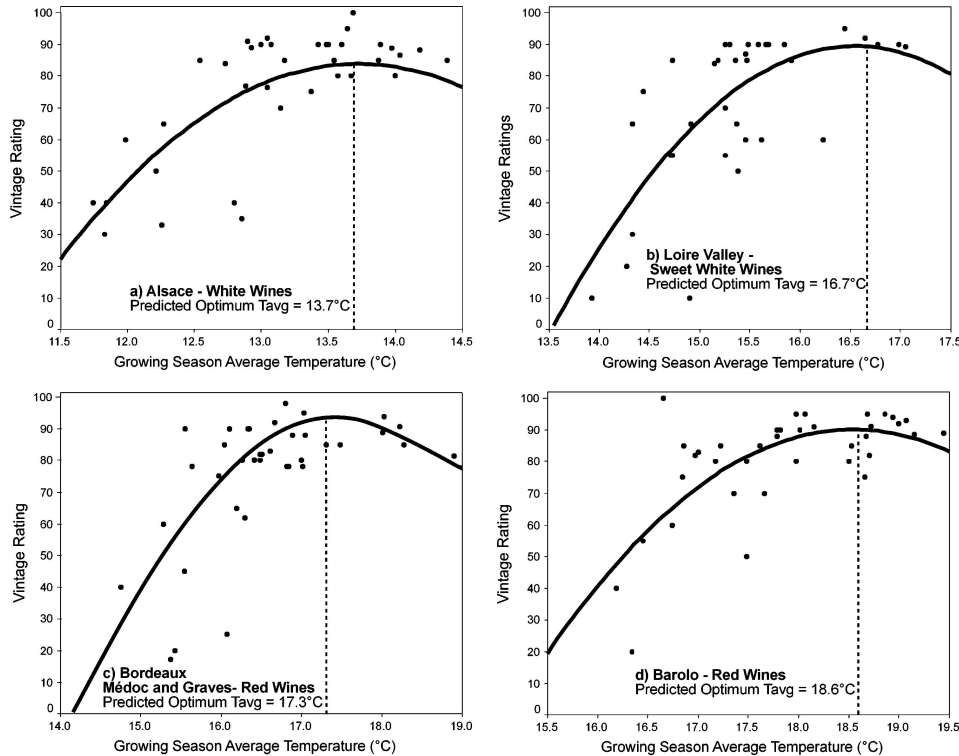 100
90
80
70
60
50
40
30
20
10
0
Vintage Rating
a) Alsace - White Wines
Predicted Optimum Tavg = 13.7°C
11.5 12.0 12.5 13.0 13.5 14.0 14.5
Growing Season Average Temperature (°C)
100
90
80
70
60
50
40
30
20
10
0
Vintage Ratings
b) Loire Valley -
Sweet White Wines
Predicted Optimum Tavg = 16.7°C
13.5 14.0 14.5 15.0 15.5 16.0 16.5 17.0 17.5
Growing Season Average Temperature (°C)
100
90
80
70
60
50
40
30
20
10
0
Vintage Rating
c) Bordeaux
Médoc and Graves- Red Wines
Predicted Optimum Tavg = 17.3°C
14.0 15.0 16.0 17.0 18.0 19.0
Growing Season Average Temperature (°C)
100
90
80
70
60
50
40
30
20
10
0
Vintage Rating
d) Barolo - Red Wines
Predicted Optimum Tavg = 18.6°C
15.5 16.0 16.5 17.0 17.5 18.0 18.5 19.0 19.5
Growing Season Average Temperature (°C)